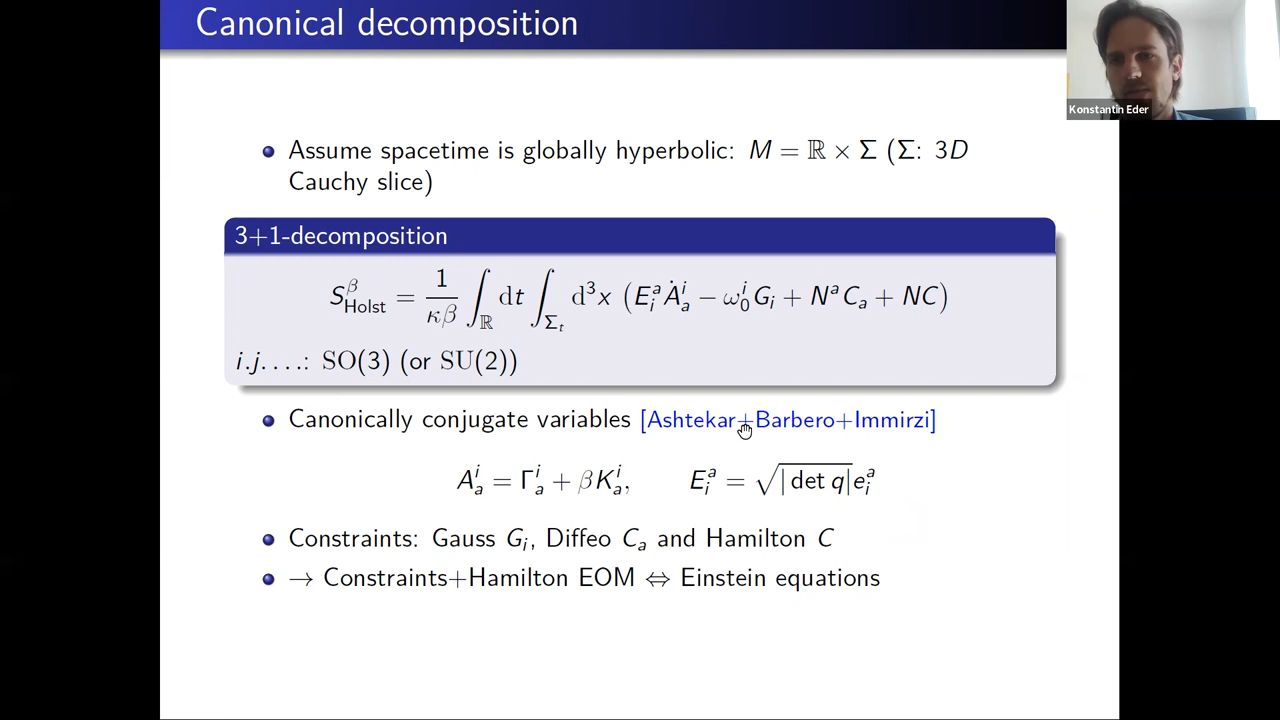 Canonical decomposition
Konstantin Eder
Assume spacetime is globally hyperbolic: M = ℝ × Σ (Σ: 3D
Cauchy slice)
3+1-decomposition
S^β_Holst = 1/κβ ∫_ℝ dt ∫_Σ_t d³x (E^a_i Ȧ^i_a − ω^i_0 G_i + N^a C_a + NC)
i.j. . . .: SO(3) (or SU(2))
Canonically conjugate variables [Ashtekar+Barbero+Immirzi]
A^i_a = Γ^i_a + βK^i_a, E^a_i = √|det q| e^a_i
Constraints: Gauss G_i, Diffeo C_a and Hamilton C
→ Constraints+Hamilton EOM ⇔ Einstein equations